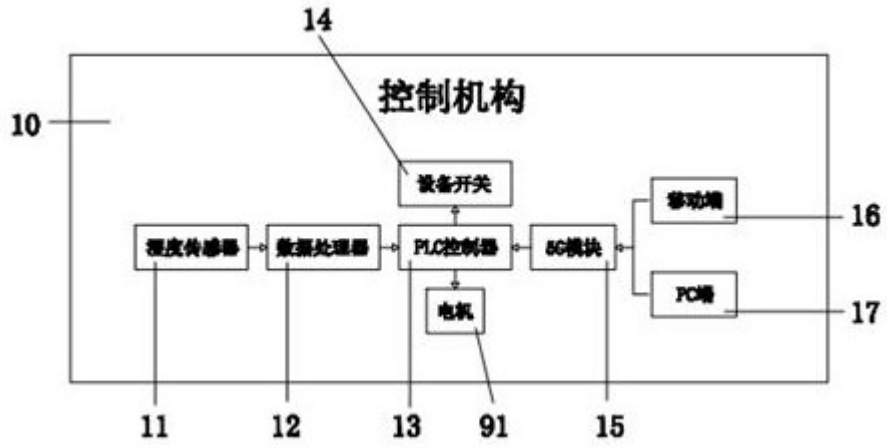 14
控制机构
10
设备开关
移动端
16
湿度传感器
数据处理器
PLC控制器
5G模块
电机
PC端
17
11
12
13
91
15